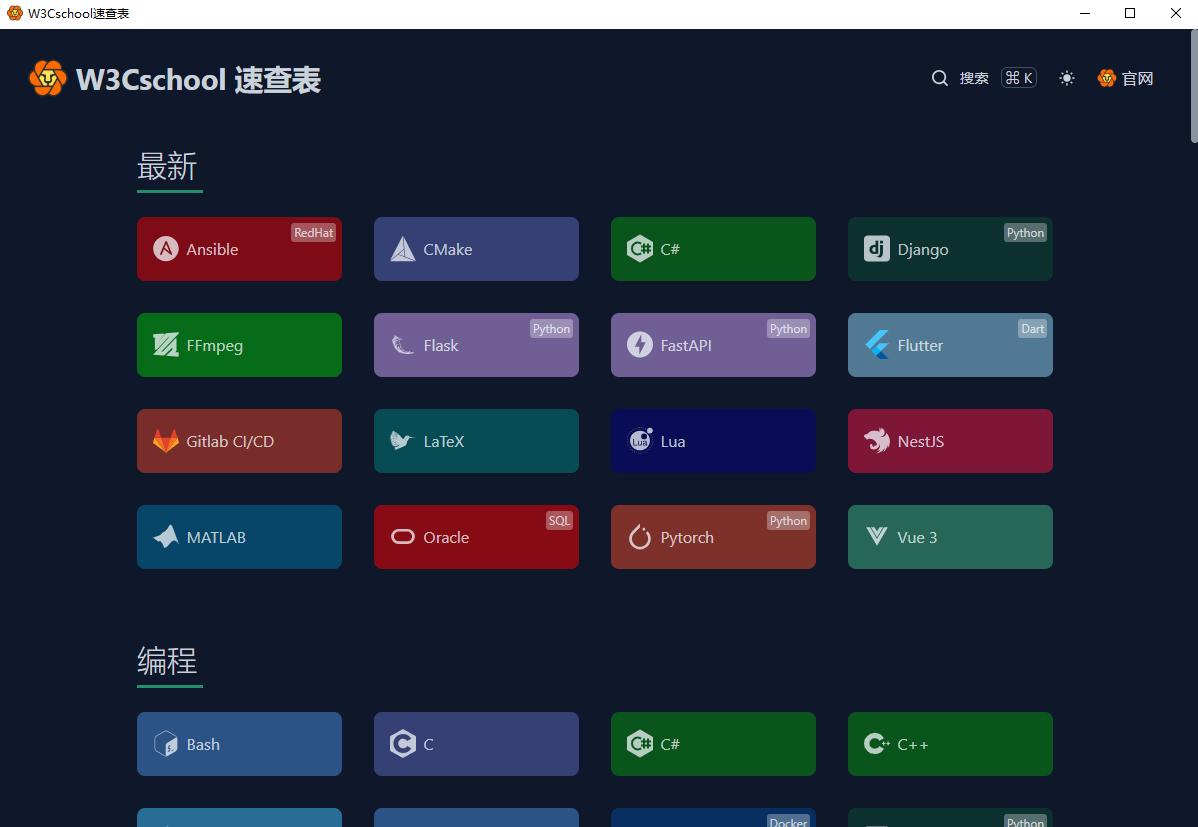 W3Cschool速查表
W3Cschool 速查表
搜索 ⌘ K 官网
最新
Ansible RedHat
CMake
C#
Django Python
FFmpeg
Flask Python
FastAPI Python
Flutter Dart
Gitlab CI/CD
LaTeX
Lua
NestJS
MATLAB
Oracle SQL
Pytorch Python
Vue 3
编程
Bash
C
C#
C++
Docker
Python